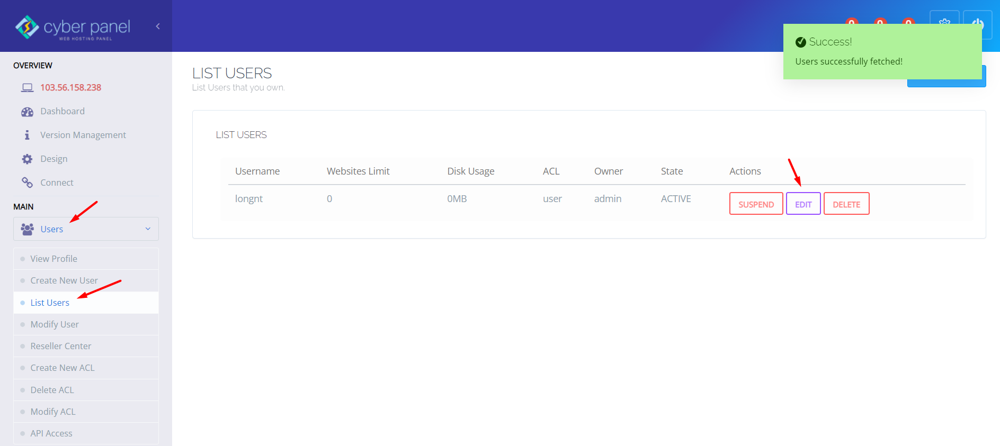 cyber panel
WEB HOSTING PANEL
0 0 0
Success!
Users successfully fetched!
OVERVIEW
103.56.158.238
Dashboard
Version Management
Design
Connect
MAIN
Users
View Profile
Create New User
List Users
Modify User
Reseller Center
Create New ACL
Delete ACL
Modify ACL
API Access
LIST USERS
List Users that you own.
LIST USERS
Username Websites Limit Disk Usage ACL Owner State Actions
longnt 0 0MB user admin ACTIVE SUSPEND EDIT DELETE